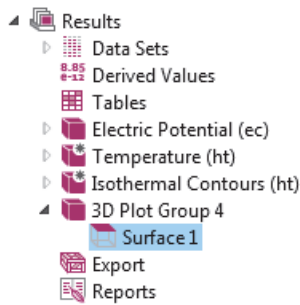 Results
Data Sets
8.85
e-12
Derived Values
Tables
Electric Potential (ec)
Temperature (ht)
Isothermal Contours (ht)
3D Plot Group 4
Surface 1
Export
Reports